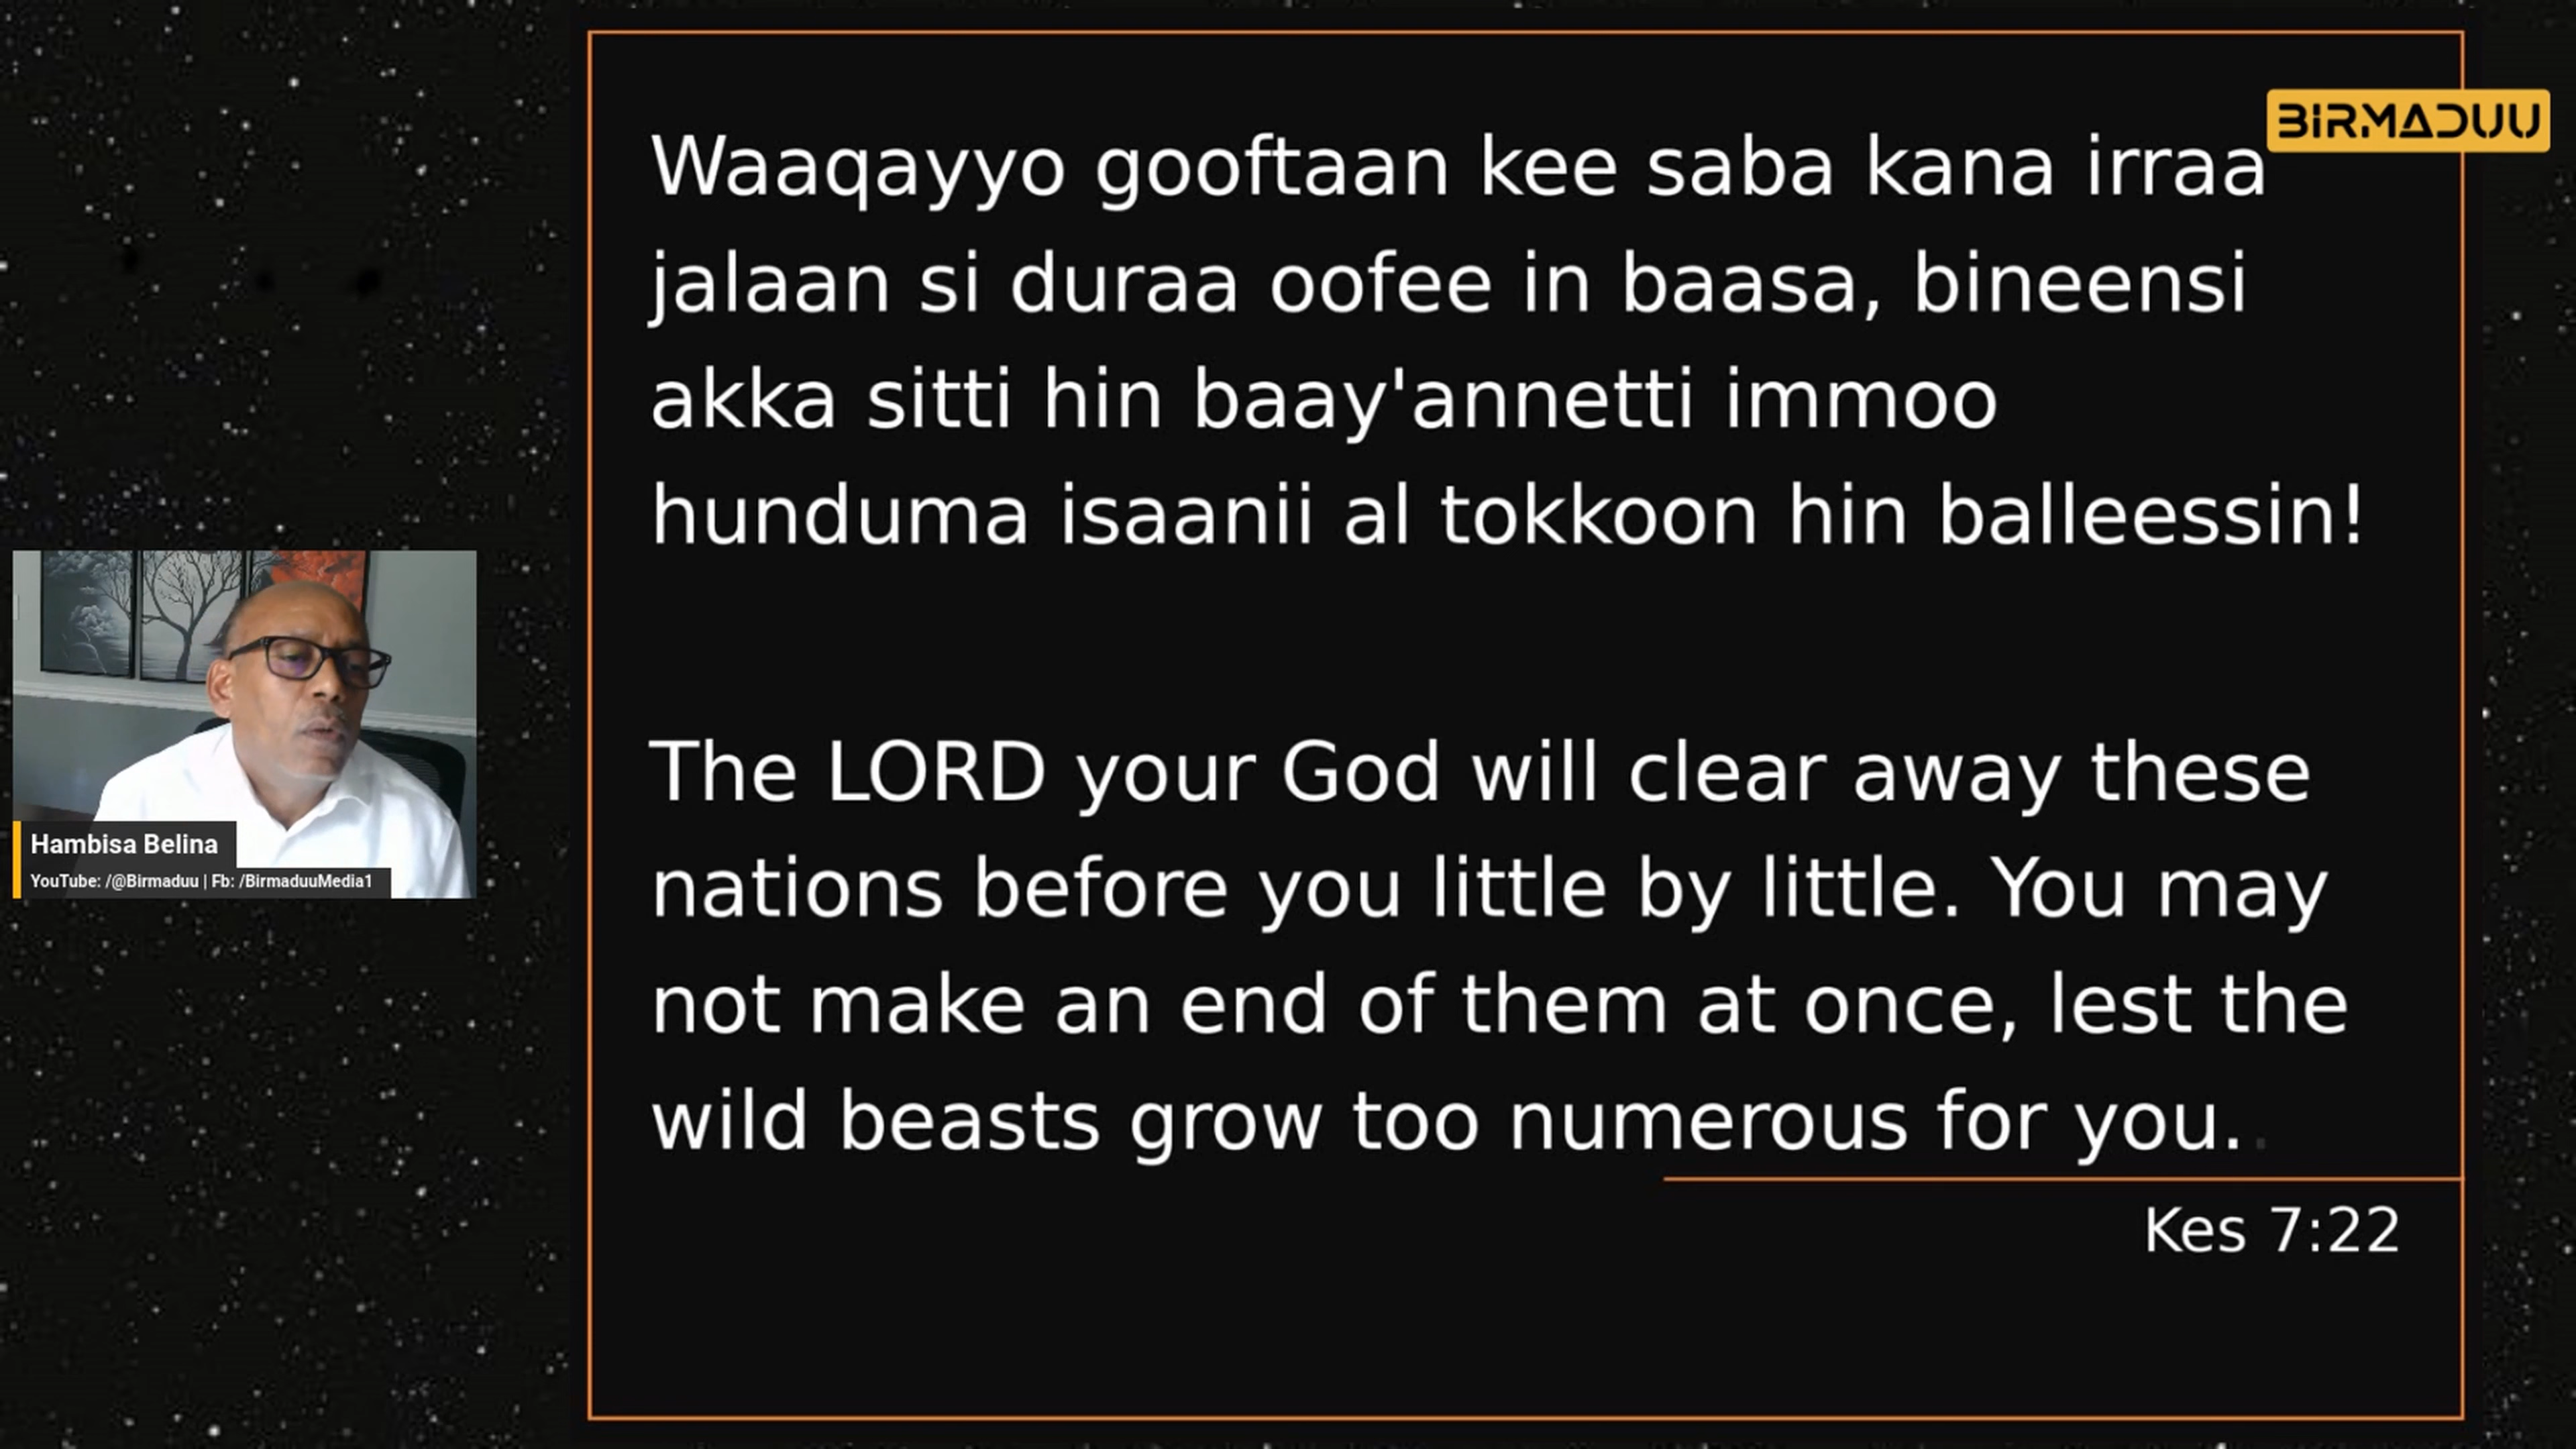 BIRMADUU
Waaqayyo gooftaan kee saba kana irraa
jalaan si duraa oofee in baasa, bineensi
akka sitti hin baay'annetti immoo
hunduma isaanii al tokkoon hin balleessin!
The LORD your God will clear away these
nations before you little by little. You may
not make an end of them at once, lest the
wild beasts grow too numerous for you.
Kes 7:22
Hambisa Belina
YouTube: /@Birmaduu | Fb: /BirmaduuMedia1